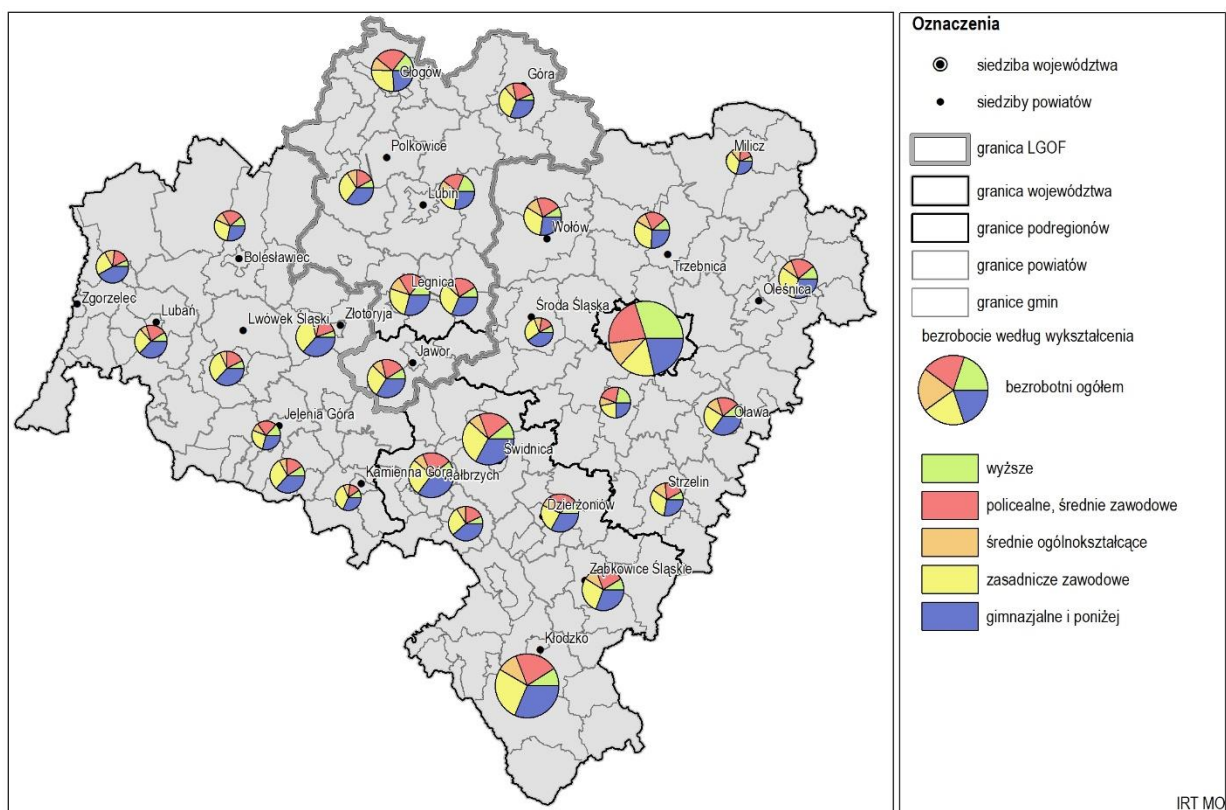 Głogów
Góra
Polkowice
Milicz
Lubin
Wołów
Trzebnica
Bolesławiec
Oleśnica
Legnica
Zgorzelec
Środa Śląska
Lubań
Lwówek Śląski
Złotoryja
Jawor
Jelenia Góra
Oława
Świdnica
Kamienna Góra
Wałbrzych
Strzelin
Dzierżoniów
Ząbkowice Śląskie
Kłodzko
Oznaczenia
siedziba województwa
siedziby powiatów
granica LGOF
granica województwa
granice podregionów
granice powiatów
granice gmin
bezrobocie według wykształcenia
bezrobotni ogółem
wyższe
policealne, średnie zawodowe
średnie ogólnokształcące
zasadnicze zawodowe
gimnazjalne i poniżej
IRT MO